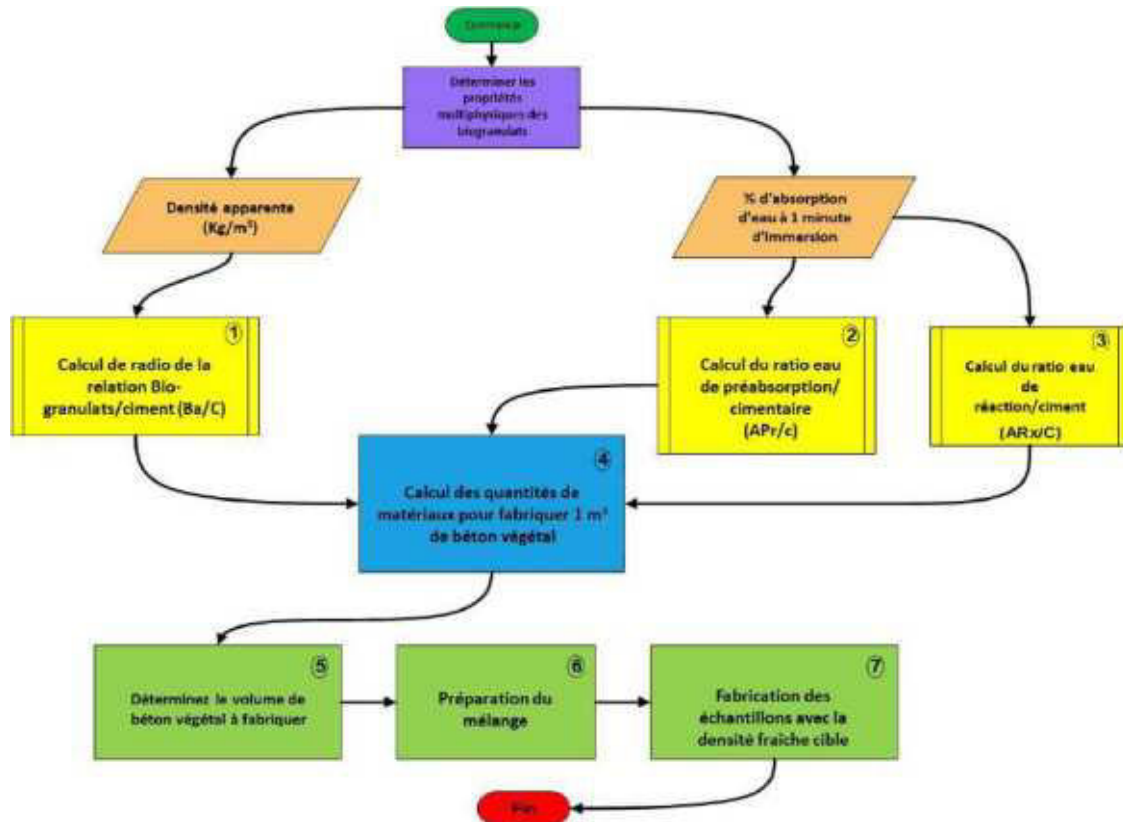 Commence
Déterminer les
propriétés
multiphysiques des
biogranulats
Densité apparente
(Kg/m³)
% d'absorption
d'eau à 1 minute
d'immersion
1
Calcul de radio de la
relation Bio-
granulats/ciment (Ba/C)
2
Calcul du ratio eau
de préabsorption/
cimentaire
(APr/c)
3
Calcul du ratio eau
de
réaction/ciment
(ARx/C)
4
Calcul des quantités de
matériaux pour fabriquer 1 m³
de béton végétal
5
Déterminez le volume de
béton végétal à fabriquer
6
Préparation du
mélange
7
Fabrication des
échantillons avec la
densité fraîche cible